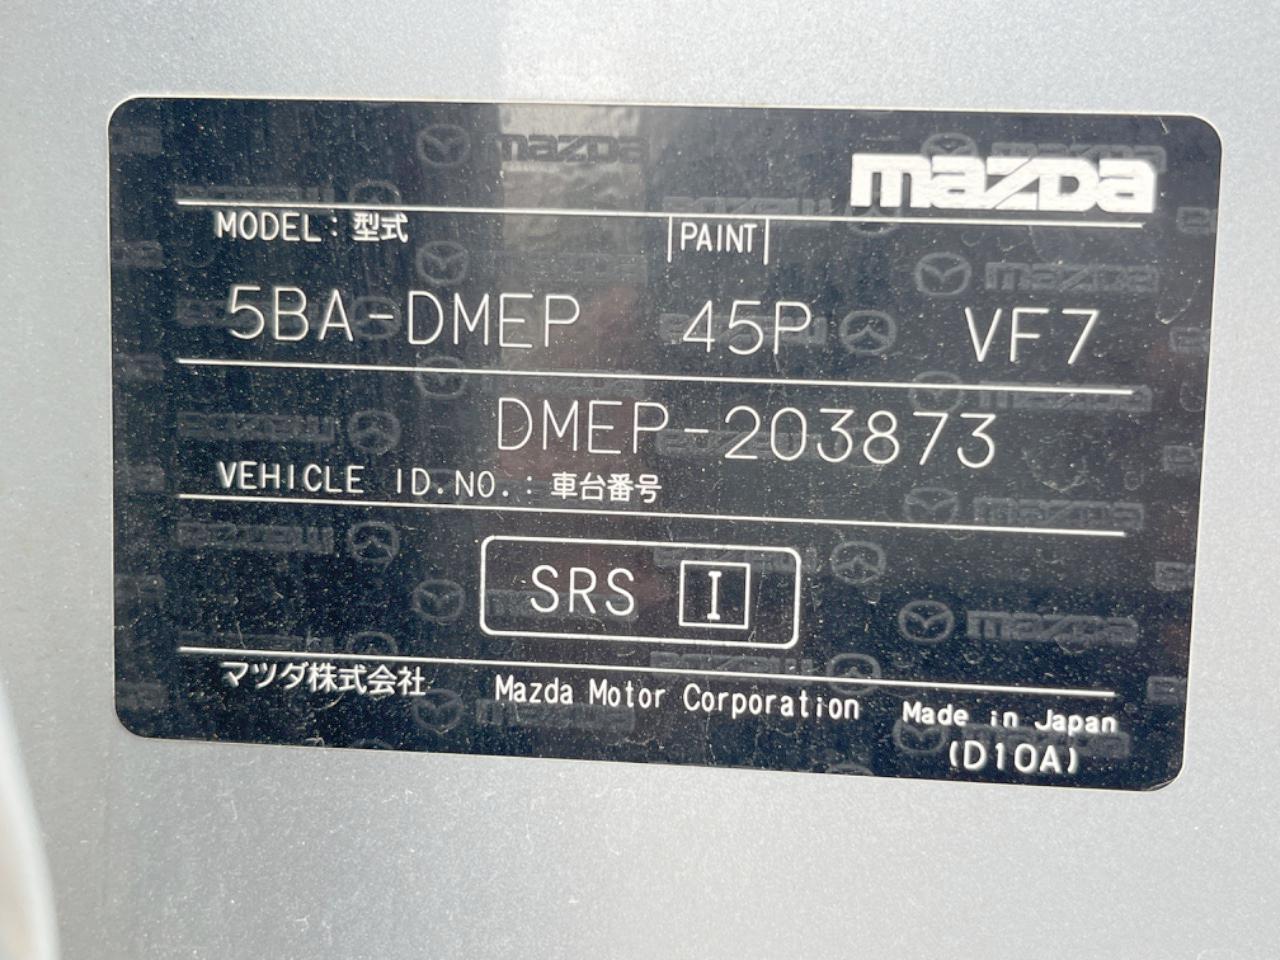 mazda
MODEL: 型式 PAINT
5BA-DMEP 45P VF7
DMEP-203873
VEHICLE ID.NO.: 車台番号
SRS I
マツダ株式会社 Mazda Motor Corporation Made in Japan
(D10A)